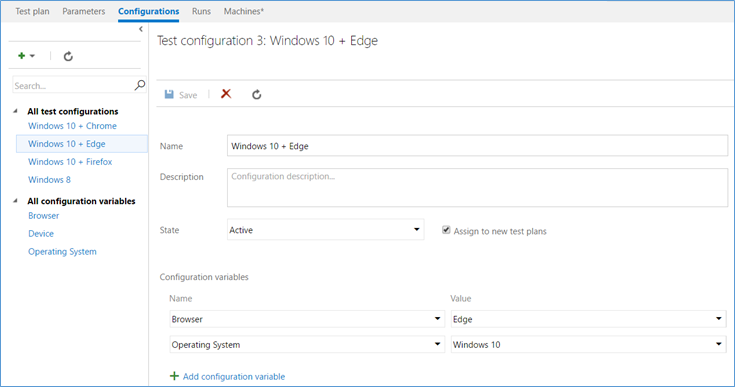 Test plan Parameters Configurations Runs Machines*
Test configuration 3: Windows 10 + Edge
Search...
All test configurations
Windows 10 + Chrome
Windows 10 + Edge
Windows 10 + Firefox
Windows 8
All configuration variables
Browser
Device
Operating System
Save
Name Windows 10 + Edge
Description Configuration description...
State Active Assign to new test plans
Configuration variables
Name Value
Browser Edge
Operating System Windows 10
Add configuration variable